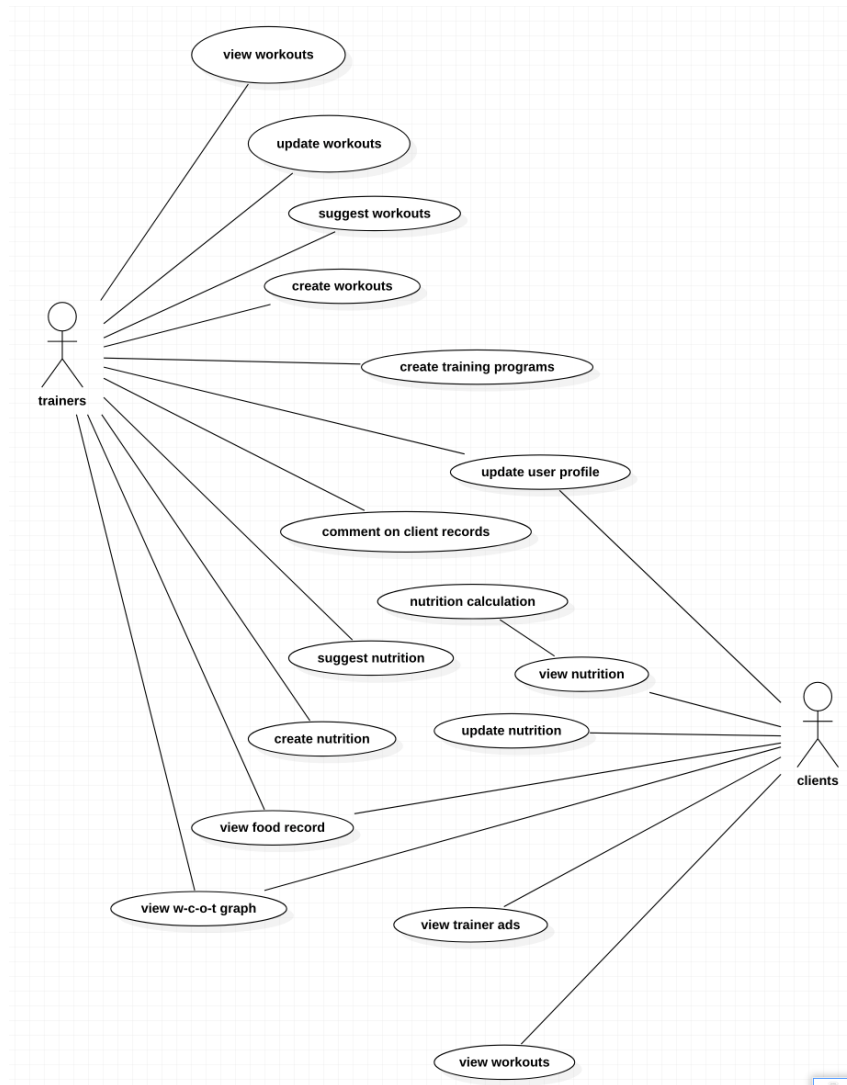 view workouts
update workouts
suggest workouts
create workouts
create training programs
trainers
update user profile
comment on client records
nutrition calculation
suggest nutrition
view nutrition
update nutrition
create nutrition
clients
view food record
view w-c-o-t graph
view trainer ads
view workouts